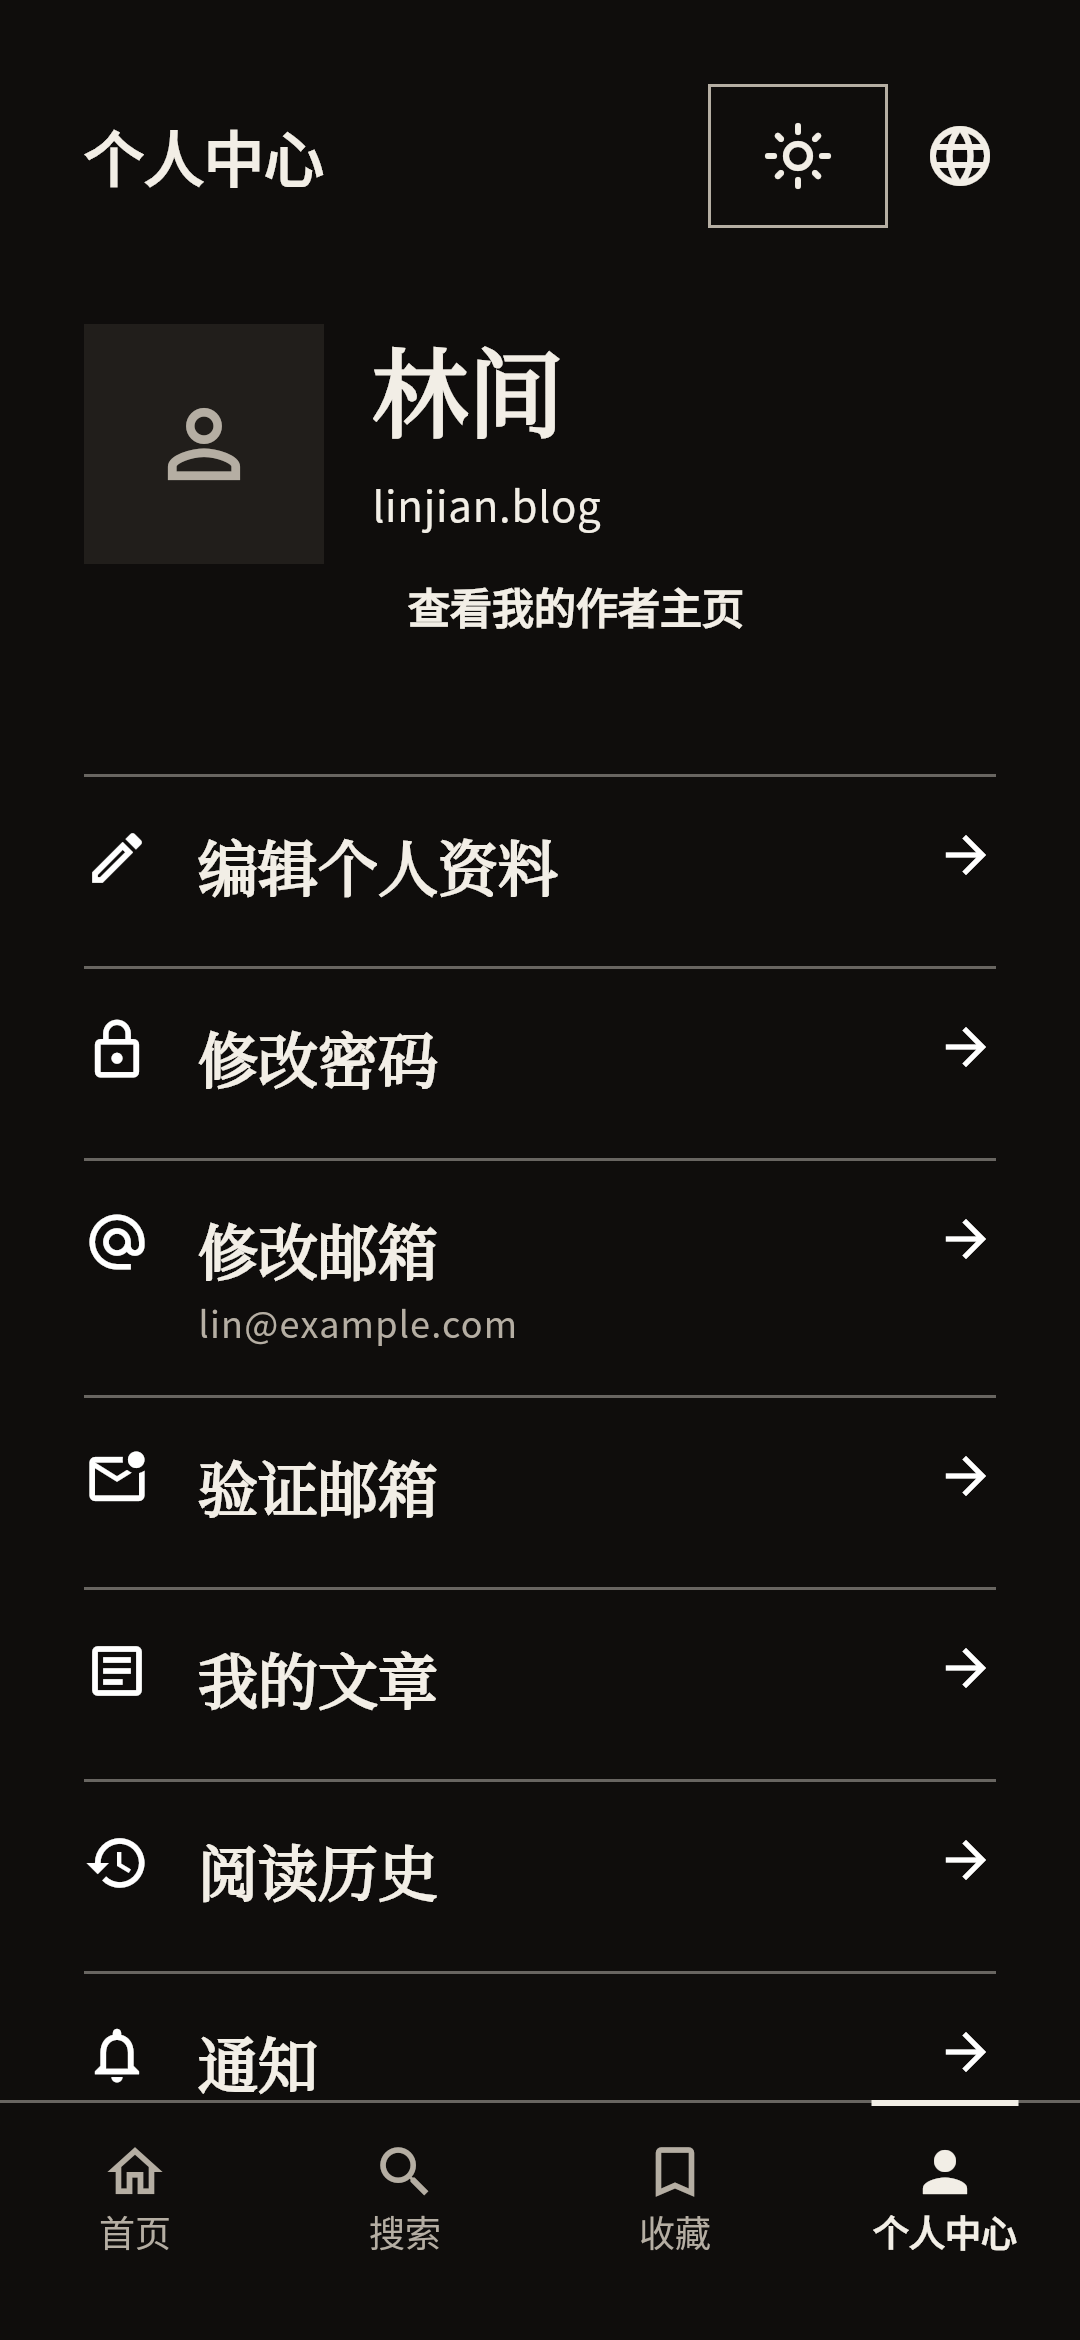 个人中心
林间
linjian.blog
查看我的作者主页
编辑个人资料
修改密码
修改邮箱
lin@example.com
验证邮箱
我的文章
阅读历史
通知
首页
搜索
收藏
个人中心